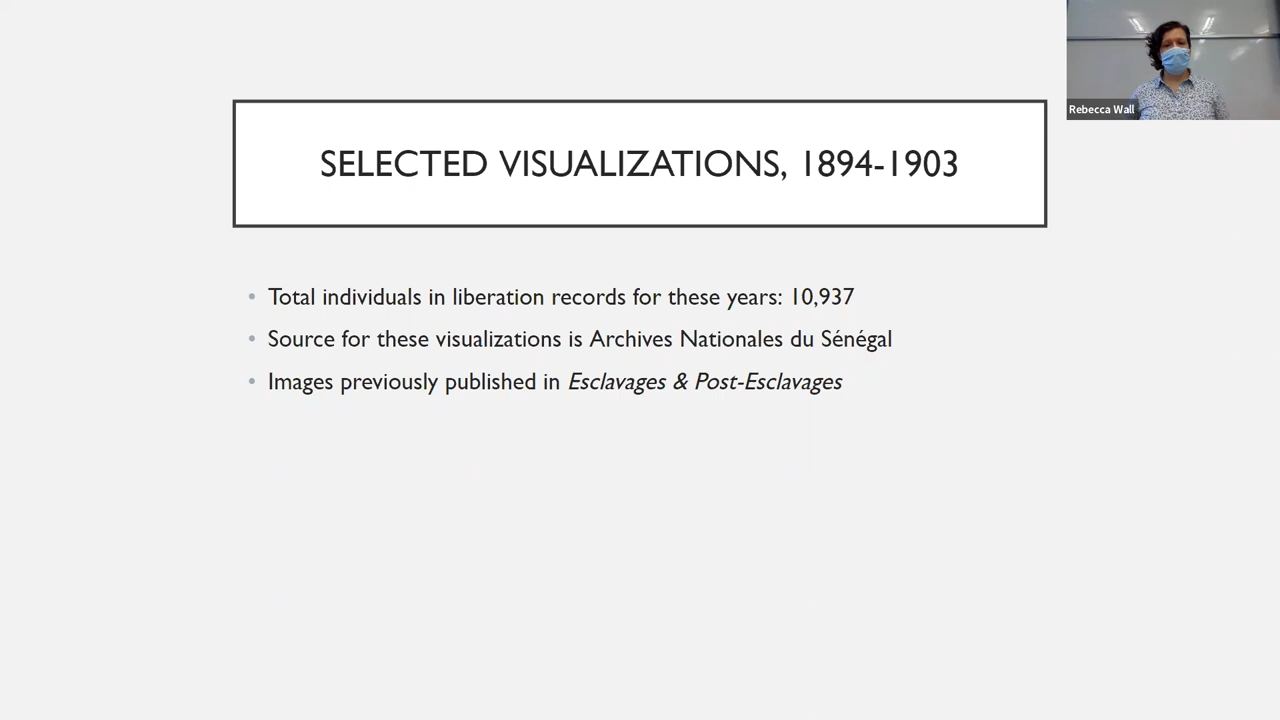 Rebecca Wall
SELECTED VISUALIZATIONS, 1894-1903
• Total individuals in liberation records for these years: 10,937
• Source for these visualizations is Archives Nationales du Sénégal
• Images previously published in Esclavages & Post-Esclavages